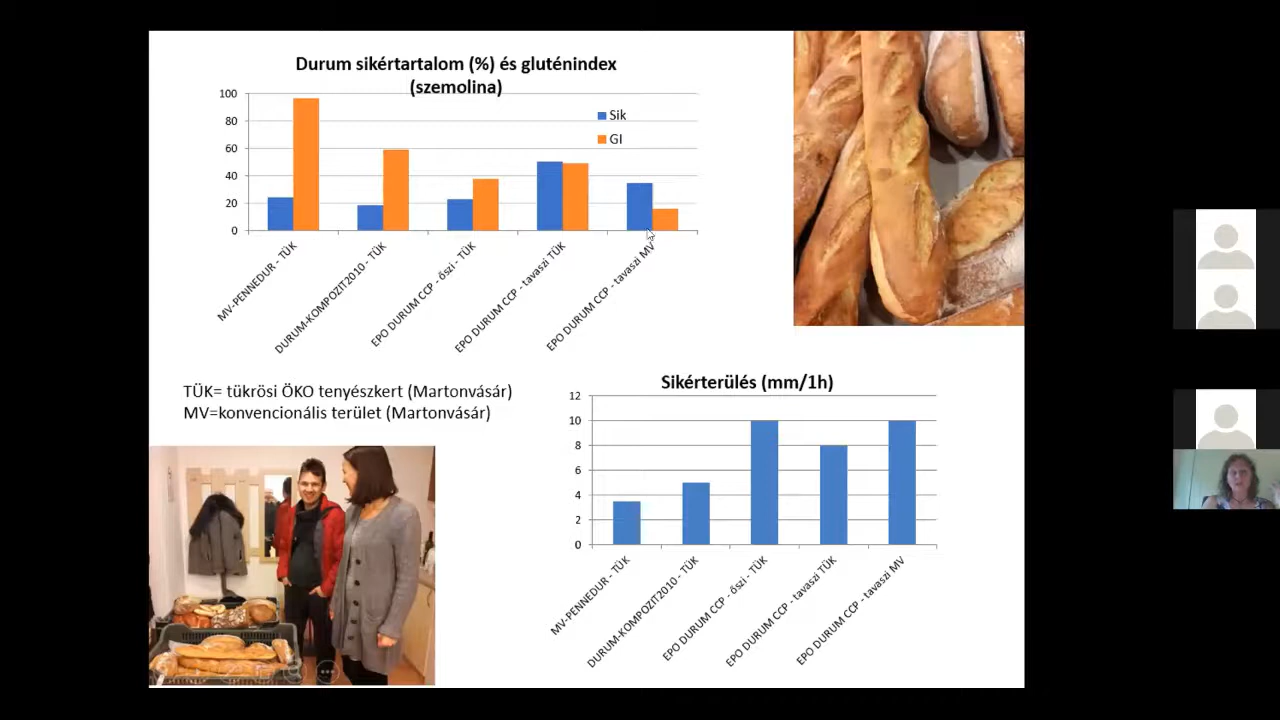 Durum sikértartalom (%) és gluténindex
(szemolina)
100
80
60
40
20
0
Sik
GI
MV-PENNEDUR - TÜK
DURUM-KOMPOZIT2010 - TÜK
EPO DURUM CCP - őszi - TÜK
EPO DURUM CCP - tavaszi TÜK
EPO DURUM CCP - tavaszi MV
TÜK= tükrösi ÖKO tenyészkert (Martonvásár)
MV=konvencionális terület (Martonvásár)
Sikérterülés (mm/1h)
12
10
8
6
4
2
0
MV-PENNEDUR - TÜK
DURUM-KOMPOZIT2010 - TÜK
EPO DURUM CCP - őszi - TÜK
EPO DURUM CCP - tavaszi TÜK
EPO DURUM CCP - tavaszi MV